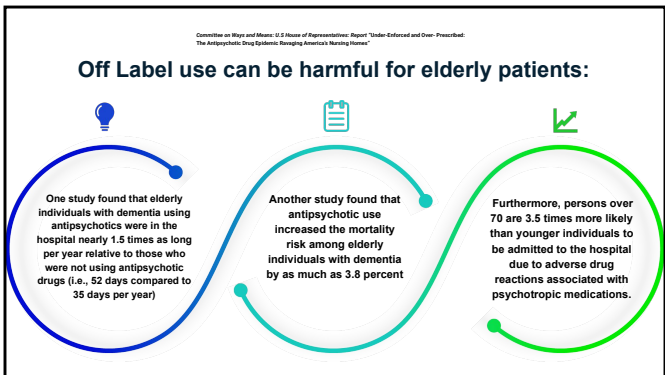 Committee on Ways and Means: U.S House of Representatives: Report "Under-Enforced and Over- Prescribed:
The Antipsychotic Drug Epidemic Ravaging America's Nursing Homes"
Off Label use can be harmful for elderly patients:
One study found that elderly
individuals with dementia using
antipsychotics were in the
hospital nearly 1.5 times as long
per year relative to those who
were not using antipsychotic
drugs (i.e., 52 days compared to
35 days per year)
Another study found that
antipsychotic use
increased the mortality
risk among elderly
individuals with dementia
by as much as 3.8 percent
Furthermore, persons over
70 are 3.5 times more likely
than younger individuals to
be admitted to the hospital
due to adverse drug
reactions associated with
psychotropic medications.